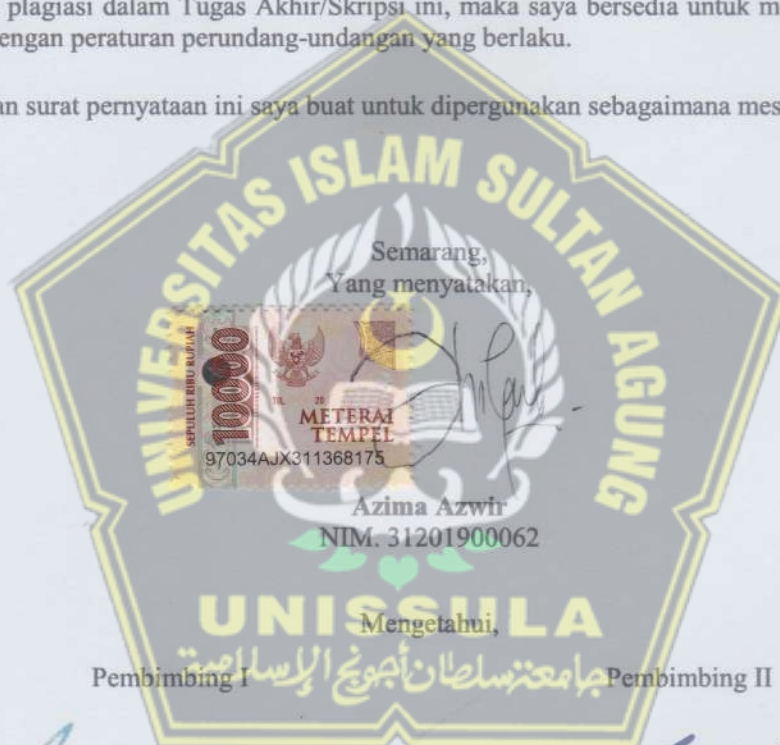 plagiasi dalam Tugas Akhir/Skripsi ini, maka saya bersedia untuk m
engan peraturan perundang-undangan yang berlaku.
an surat pernyataan ini saya buat untuk dipergunakan sebagaimana mes
UNIVERSITAS ISLAM SULTAN AGUNG
Semarang,
Yang menyatakan,
SEPULUH RIBU RUPIAH
10000
TGL. 20
METERAI
TEMPEL
97034AJX311368175
Azima Azwir
NIM. 31201900062
UNISSULA
Mengetahui,
جامعة سلطان أجونج الإسلامية
Pembimbing I
Pembimbing II